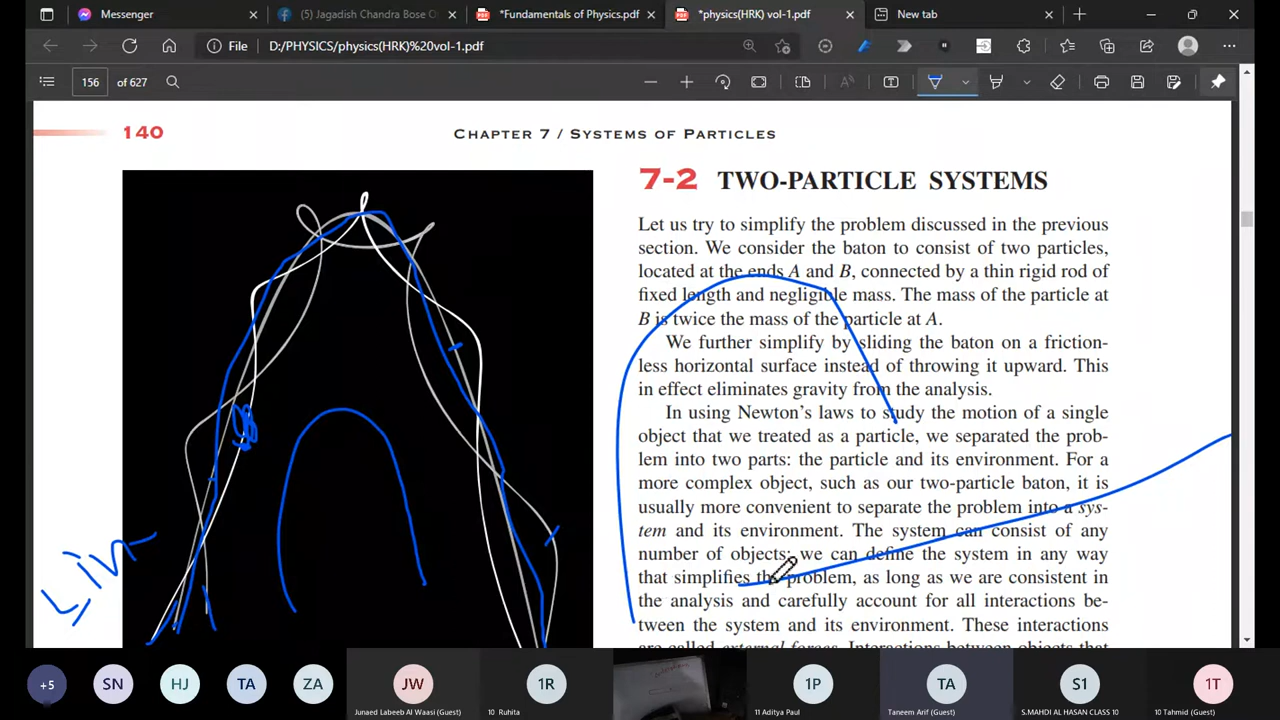 Messenger
(5) Jagadish Chandra Bose O
*Fundamentals of Physics.pdf
*physics(HRK) vol-1.pdf
New tab
File
D:/PHYSICS/physics(HRK)%20vol-1.pdf
156 of 627
140
CHAPTER 7 / SYSTEMS OF PARTICLES
7-2 TWO-PARTICLE SYSTEMS
Let us try to simplify the problem discussed in the previous
section. We consider the baton to consist of two particles,
located at the ends A and B, connected by a thin rigid rod of
fixed length and negligible mass. The mass of the particle at
B is twice the mass of the particle at A.
We further simplify by sliding the baton on a friction-
less horizontal surface instead of throwing it upward. This
in effect eliminates gravity from the analysis.
In using Newton's laws to study the motion of a single
object that we treated as a particle, we separated the prob-
lem into two parts: the particle and its environment. For a
more complex object, such as our two-particle baton, it is
usually more convenient to separate the problem into a sys-
tem and its environment. The system can consist of any
number of objects; we can define the system in any way
that simplifies the problem, as long as we are consistent in
the analysis and carefully account for all interactions be-
tween the system and its environment. These interactions
are called external forces. Interactions between objects that
+5
SN
HJ
TA
ZA
JW
Junaed Labeeb Al Waasi (Guest)
1R
10 Ruhita
1P
11 Aditya Paul
TA
Taneem Arif (Guest)
S1
S.MAHDI AL HASAN CLASS 10
1T
10 Tahmid (Guest)